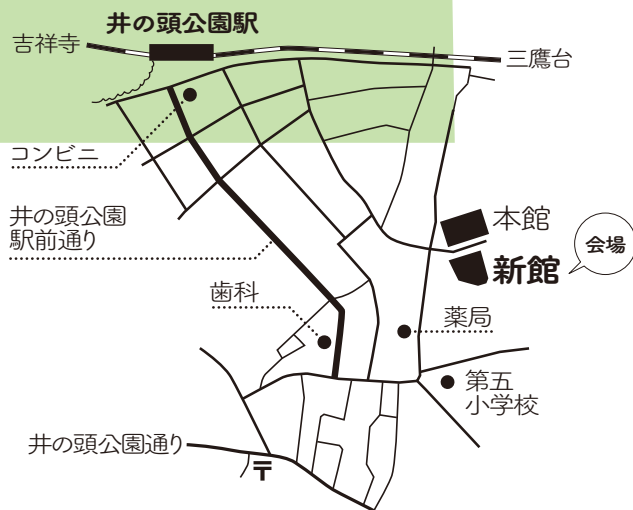 井の頭公園駅
吉祥寺
三鷹台
コンビニ
井の頭公園
駅前通り
本館
新館
会場
歯科
薬局
第五
小学校
井の頭公園通り
〒